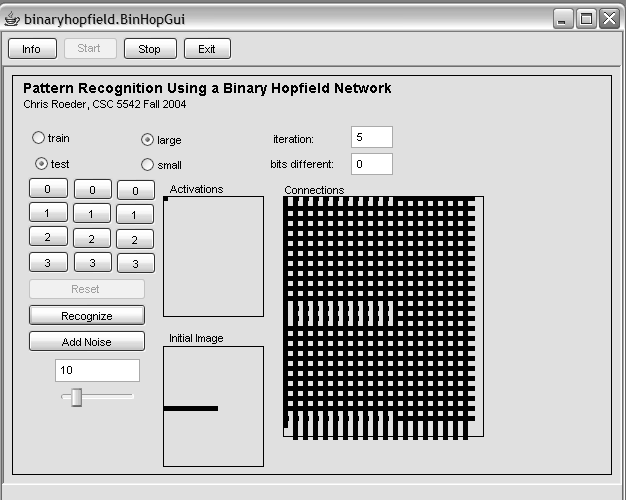 binaryhopfield.BinHopGui
Info Start Stop Exit
Pattern Recognition Using a Binary Hopfield Network
Chris Roeder, CSC 5542 Fall 2004
train large iteration: 5
test small bits different: 0
0 0 0 Activations Connections
1 1 1
2 2 2
3 3 3
Reset
Recognize
Add Noise Initial Image
10